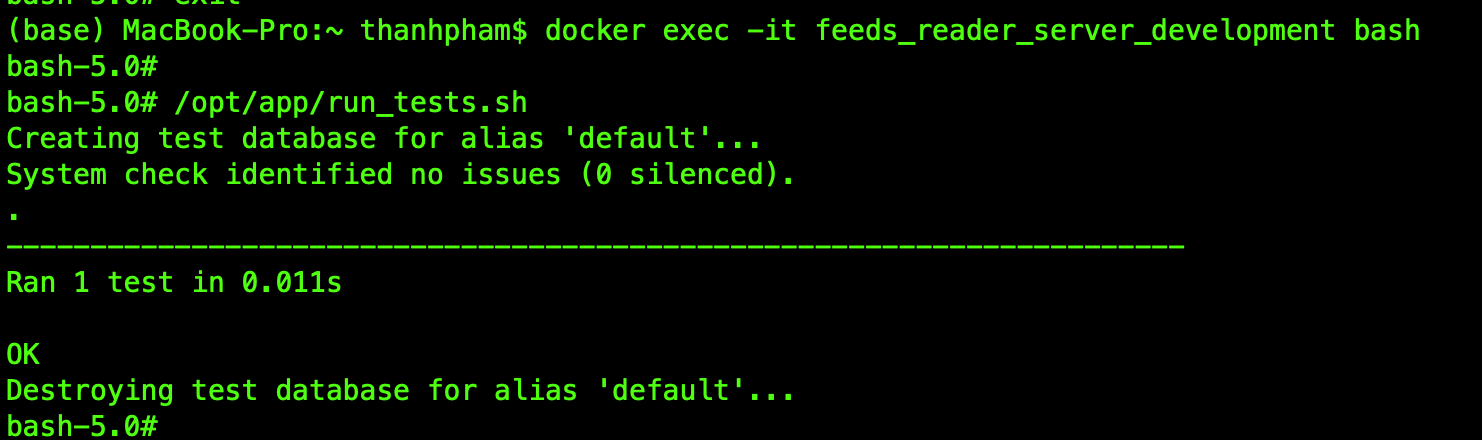 bash-5.0# exit
(base) MacBook-Pro:~ thanhpham$ docker exec -it feeds_reader_server_development bash
bash-5.0#
bash-5.0# /opt/app/run_tests.sh
Creating test database for alias 'default'...
System check identified no issues (0 silenced).
.
----------------------------------------------------------------------
Ran 1 test in 0.011s
OK
Destroying test database for alias 'default'...
bash-5.0#